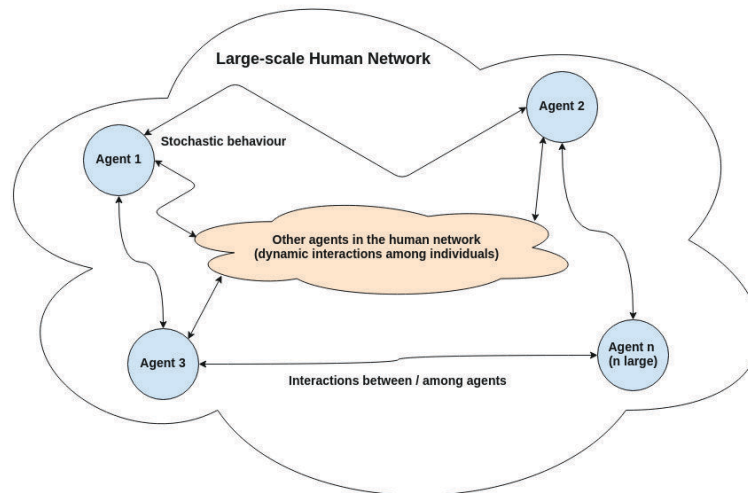 Large-scale Human Network
Agent 2
Stochastic behaviour
Agent 1
Other agents in the human network
(dynamic interactions among individuals)
Agent 3
Agent n
(n large)
Interactions between / among agents